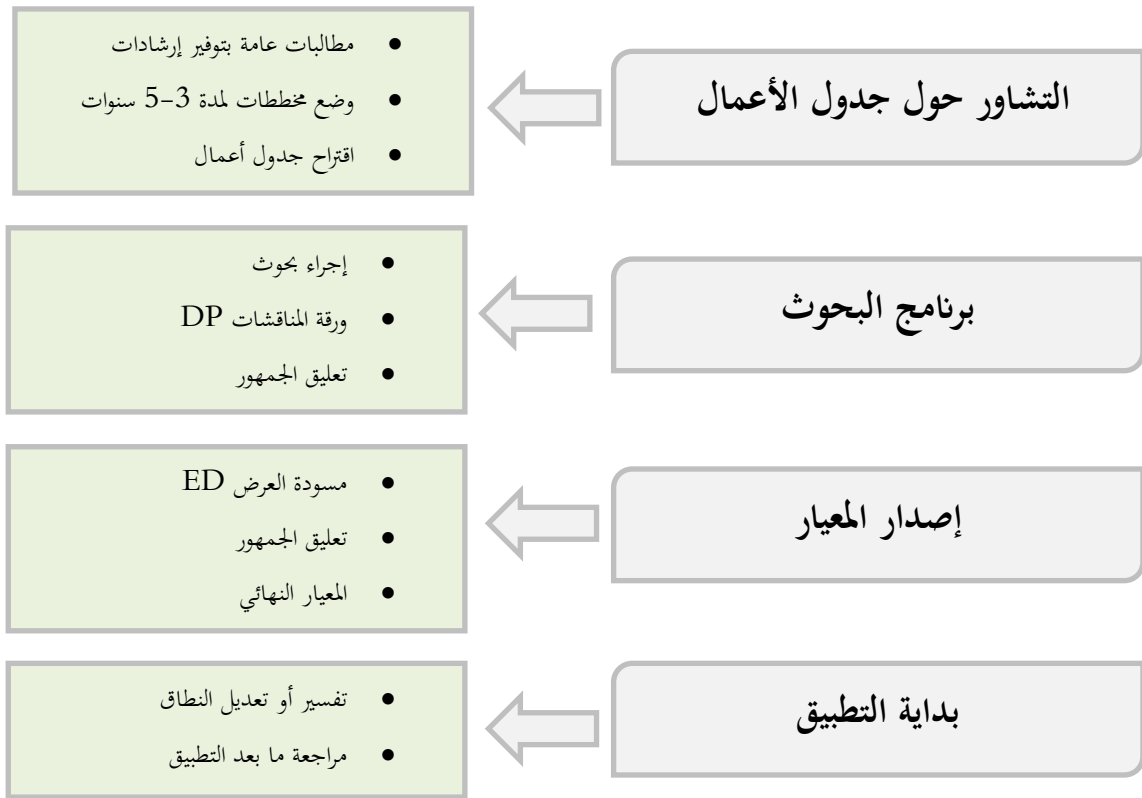 التشاور حول جدول الأعمال
• مطالبات عامة بتوفير إرشادات
• وضع مخططات لمدة 3-5 سنوات
• اقتراح جدول أعمال
برنامج البحوث
• إجراء بحوث
• ورقة المناقشات DP
• تعليق الجمهور
إصدار المعيار
• مسودة العرض ED
• تعليق الجمهور
• المعيار النهائي
بداية التطبيق
• تفسير أو تعديل النطاق
• مراجعة ما بعد التطبيق